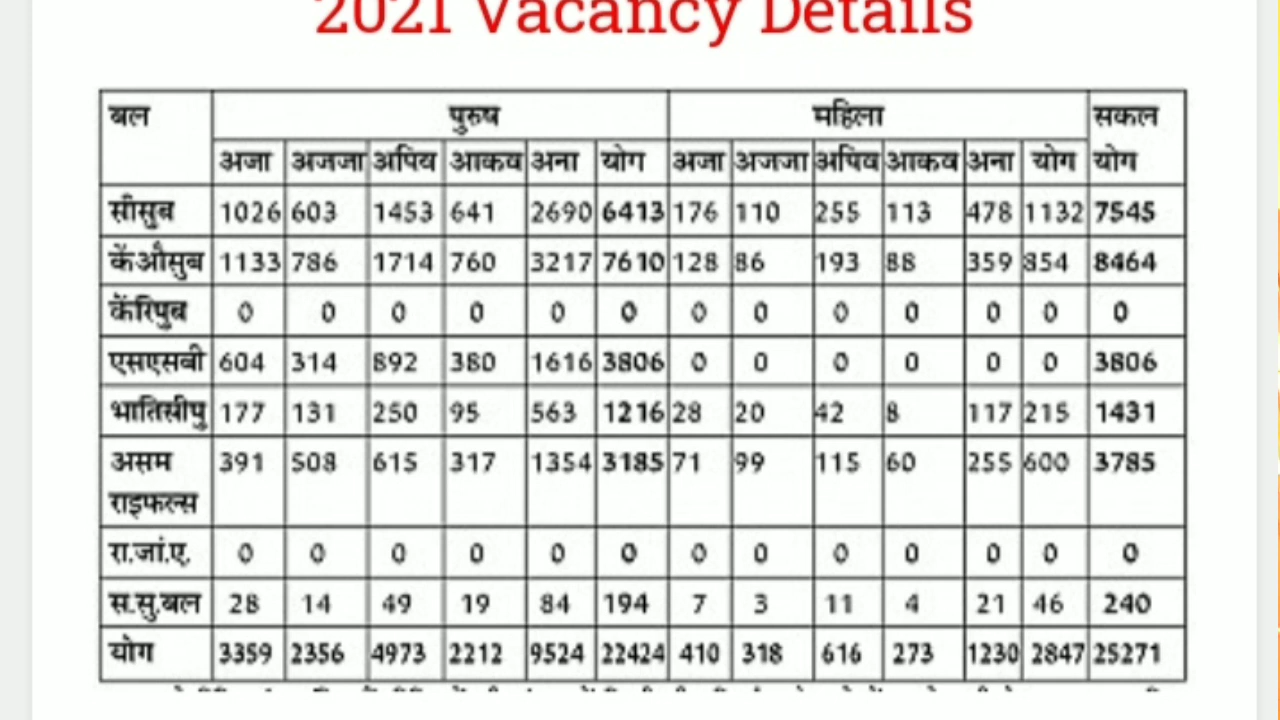 2021 Vacancy Details
बल पुरुष महिला सकल
अजा अजजा अपिव आकव अना योग अजा अजजा अपिव आकव अना योग योग
सीसुब 1026 603 1453 641 2690 6413 176 110 255 113 478 1132 7545
केंऔसुब 1133 786 1714 760 3217 7610 128 86 193 88 359 854 8464
केंरिपुब 0 0 0 0 0 0 0 0 0 0 0 0 0
एसएसबी 604 314 892 380 1616 3806 0 0 0 0 0 0 3806
भातिसीपु 177 131 250 95 563 1216 28 20 42 8 117 215 1431
असम 391 508 615 317 1354 3185 71 99 115 60 255 600 3785
राइफल्स
रा.जां.ए. 0 0 0 0 0 0 0 0 0 0 0 0 0
स.सु.बल 28 14 49 19 84 194 7 3 11 4 21 46 240
योग 3359 2356 4973 2212 9524 22424 410 318 616 273 1230 2847 25271